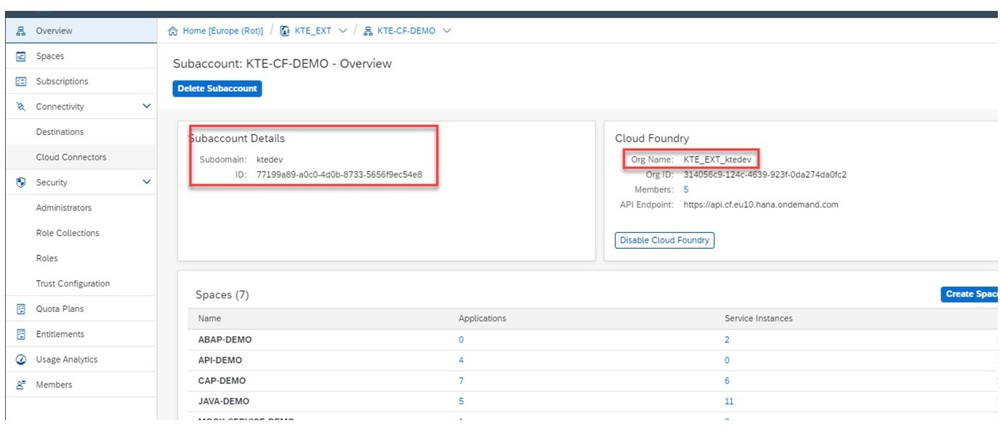 Overview
Spaces
Subscriptions
Connectivity
Destinations
Cloud Connectors
Security
Administrators
Role Collections
Roles
Trust Configuration
Quota Plans
Entitlements
Usage Analytics
Members
Home [Europe (Rot)] / KTE_EXT / KTE-CF-DEMO
Subaccount: KTE-CF-DEMO - Overview
Delete Subaccount
Subaccount Details
Subdomain: ktedev
ID: 77199a89-a0c0-4d0b-8733-5656f9ec54e8
Cloud Foundry
Org Name: KTE_EXT_ktedev
Org ID: 314056c9-124c-4639-923f-0da274da0fc2
Members: 5
API Endpoint: https://api.cf.eu10.hana.ondemand.com
Disable Cloud Foundry
Spaces (7)
Create Space
Name Applications Service Instances
ABAP-DEMO 0 2
API-DEMO 4 0
CAP-DEMO 7 6
JAVA-DEMO 5 11